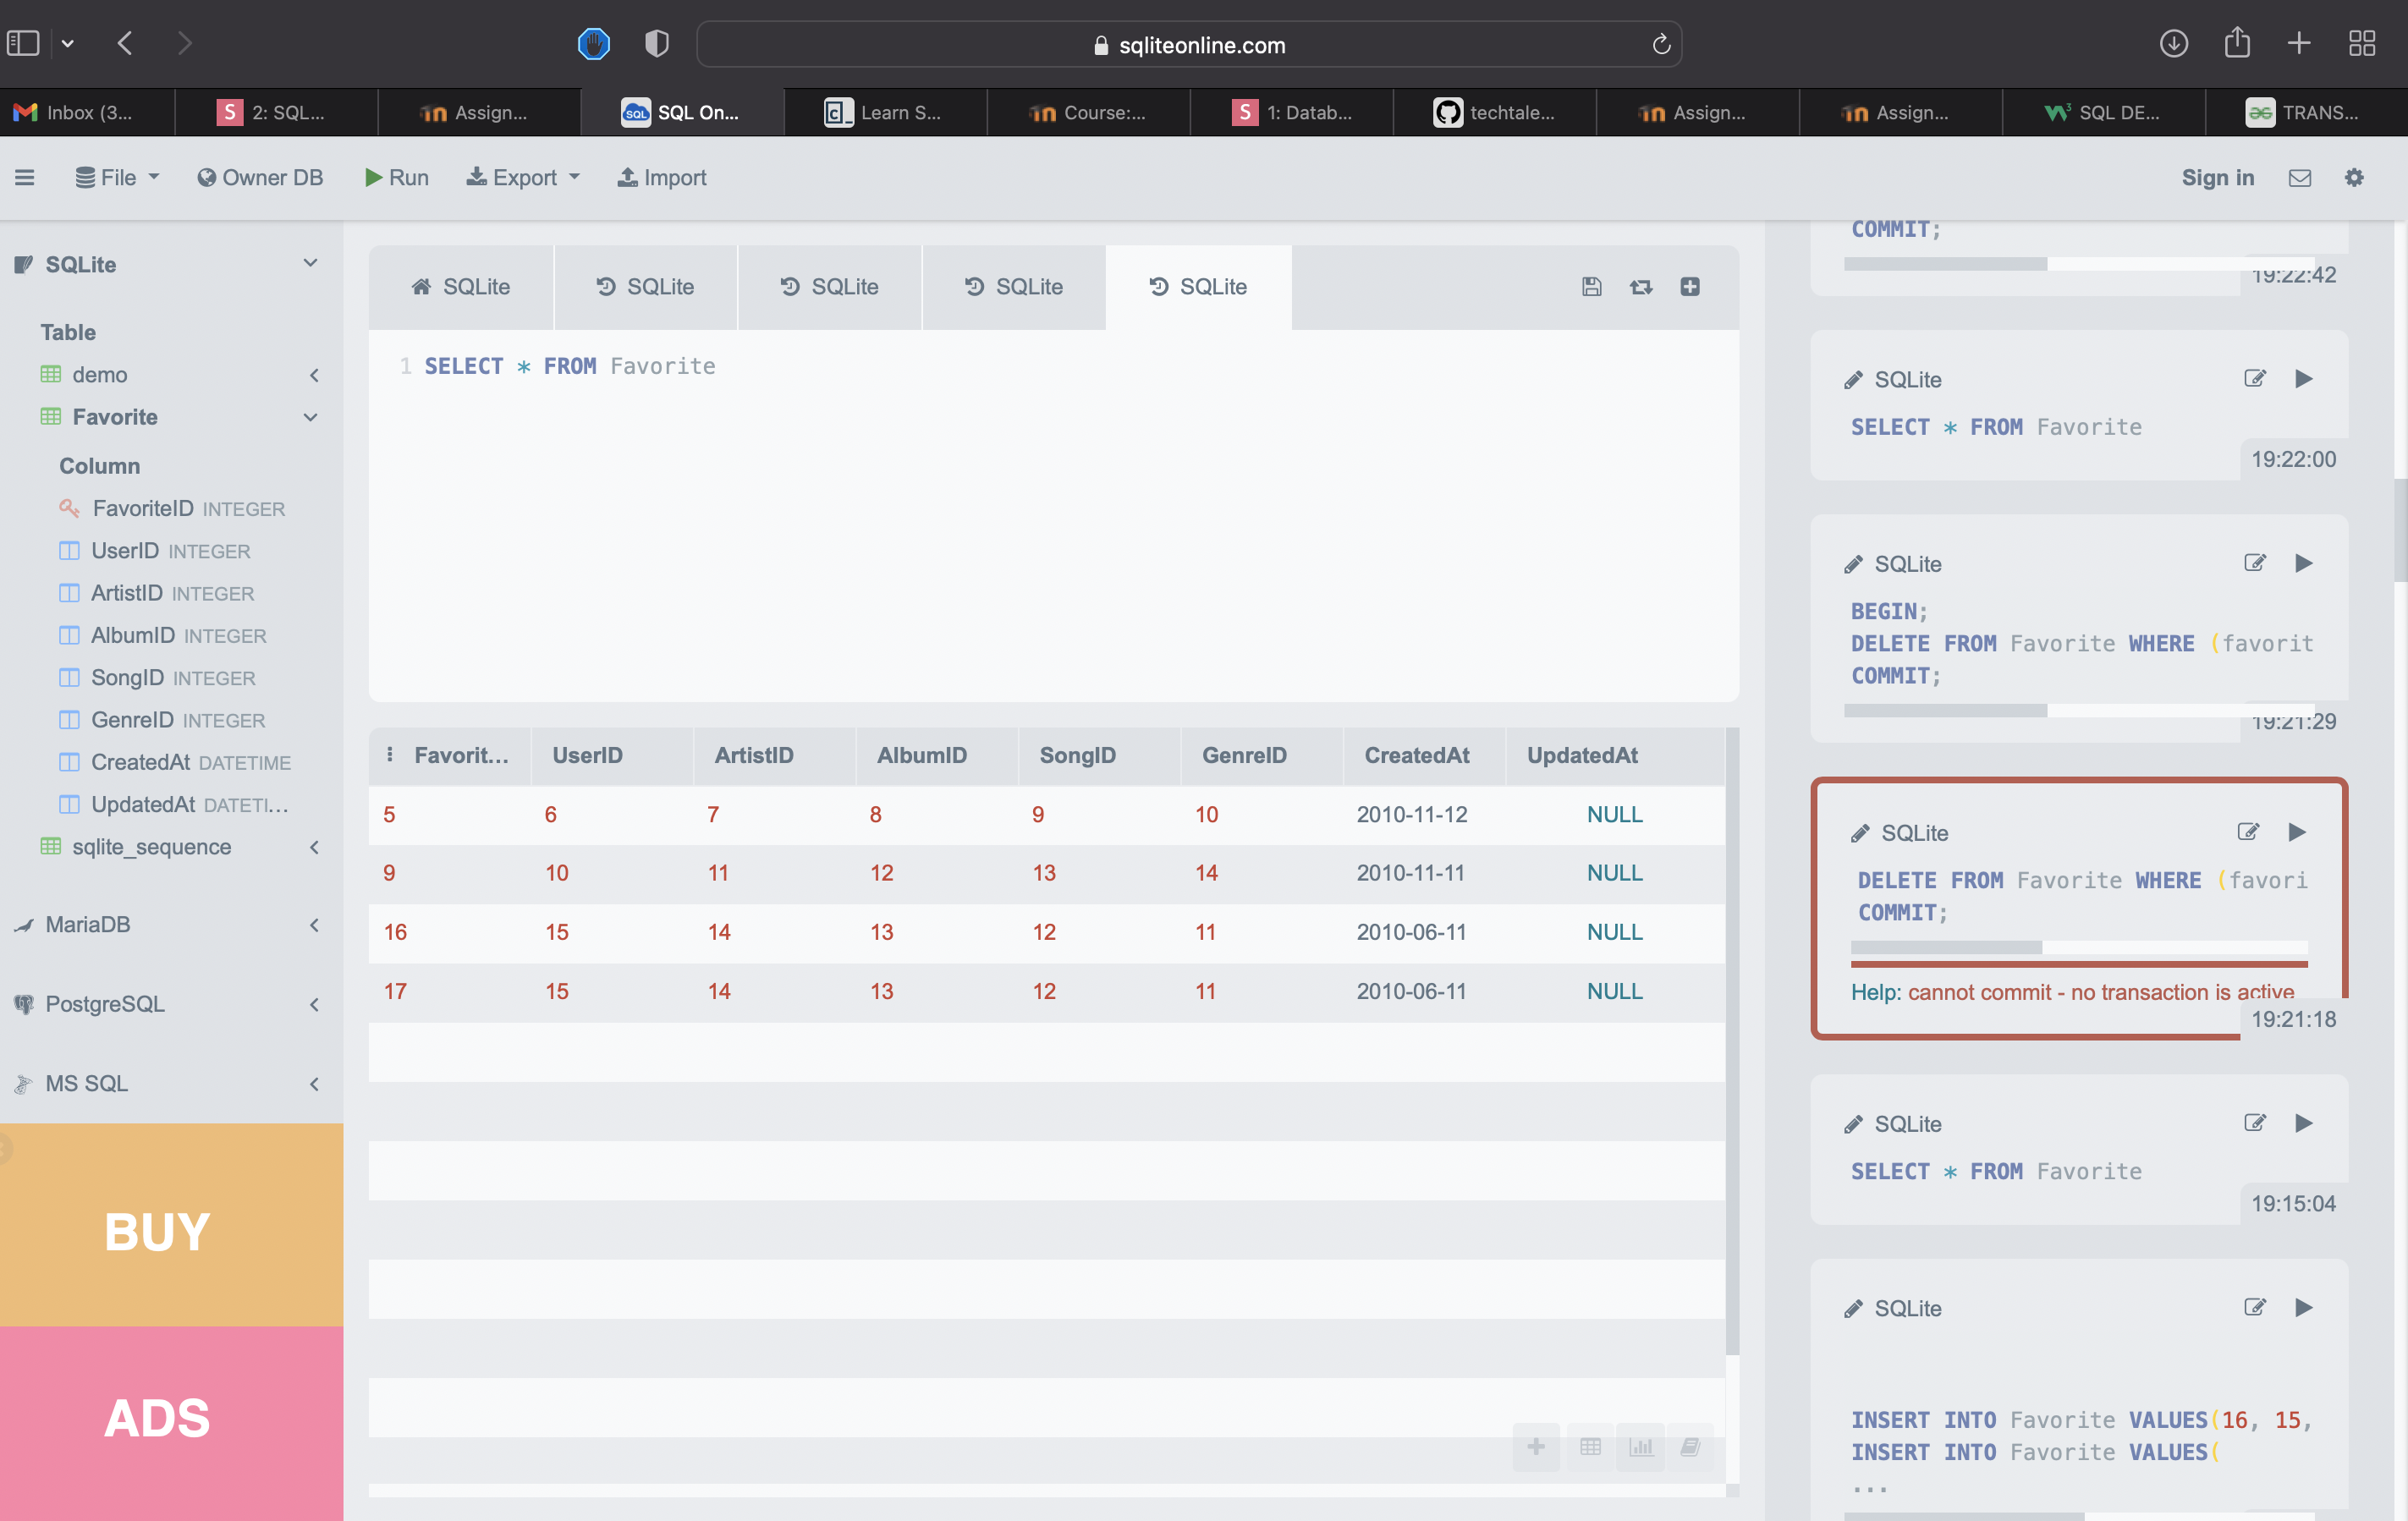 sqliteonline.com
Inbox (3...
S 2: SQL...
Assign...
SQL On...
Learn S...
Course:...
S 1: Datab...
techtale...
Assign...
Assign...
SQL DE...
TRANS...
File
Owner DB
Run
Export
Import
Sign in
SQLite
Table
demo
Favorite
Column
FavoriteID INTEGER
UserID INTEGER
ArtistID INTEGER
AlbumID INTEGER
SongID INTEGER
GenreID INTEGER
CreatedAt DATETIME
UpdatedAt DATETI...
sqlite_sequence
MariaDB
PostgreSQL
MS SQL
BUY
ADS
SQLite
SQLite
SQLite
SQLite
SQLite
1 SELECT * FROM Favorite
Favorit... UserID ArtistID AlbumID SongID GenreID CreatedAt UpdatedAt
5 6 7 8 9 10 2010-11-12 NULL
9 10 11 12 13 14 2010-11-11 NULL
16 15 14 13 12 11 2010-06-11 NULL
17 15 14 13 12 11 2010-06-11 NULL
COMMIT;
19:22:42
SQLite
SELECT * FROM Favorite
19:22:00
SQLite
BEGIN;
DELETE FROM Favorite WHERE (favorit
COMMIT;
19:21:29
SQLite
DELETE FROM Favorite WHERE (favori
COMMIT;
Help: cannot commit - no transaction is active
19:21:18
SQLite
SELECT * FROM Favorite
19:15:04
SQLite
INSERT INTO Favorite VALUES(16, 15,
INSERT INTO Favorite VALUES(
...